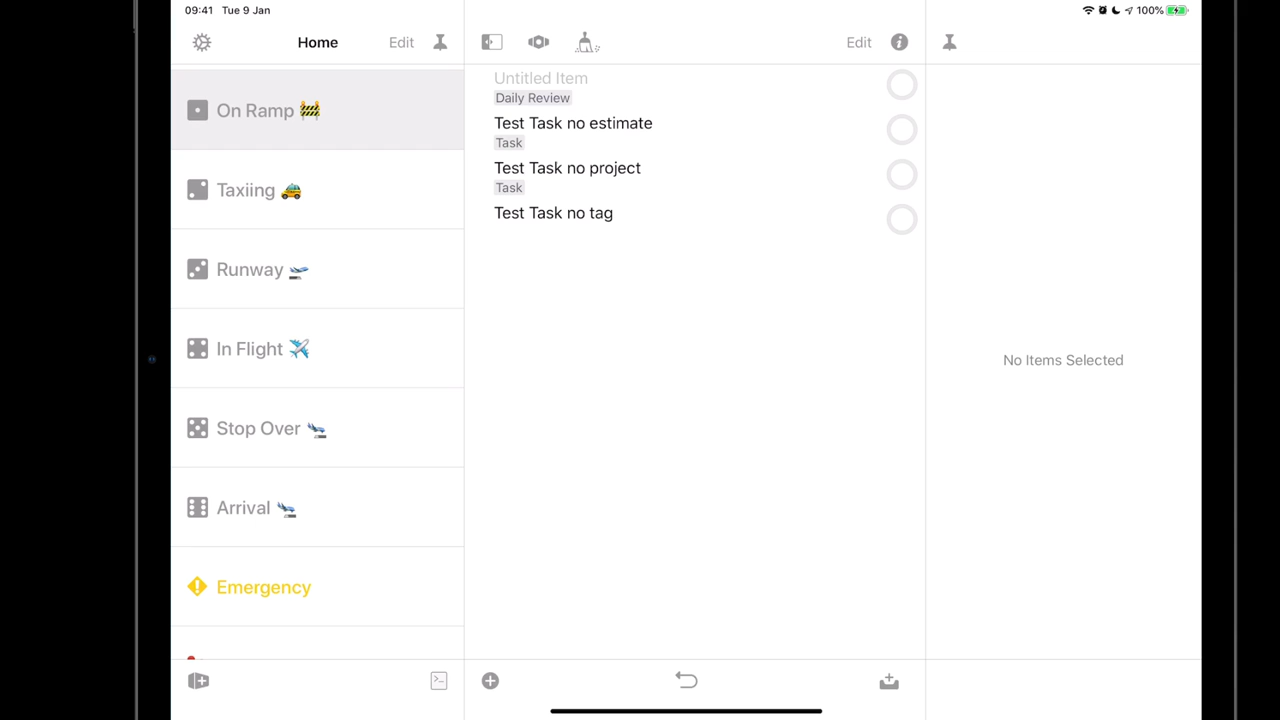 09:41 Tue 9 Jan
100%
Home
Edit
Edit
On Ramp 🚧
Taxiing 🚕
Runway 🛫
In Flight ✈️
Stop Over 🛬
Arrival 🛬
Emergency
Untitled Item
Daily Review
Test Task no estimate
Task
Test Task no project
Task
Test Task no tag
No Items Selected